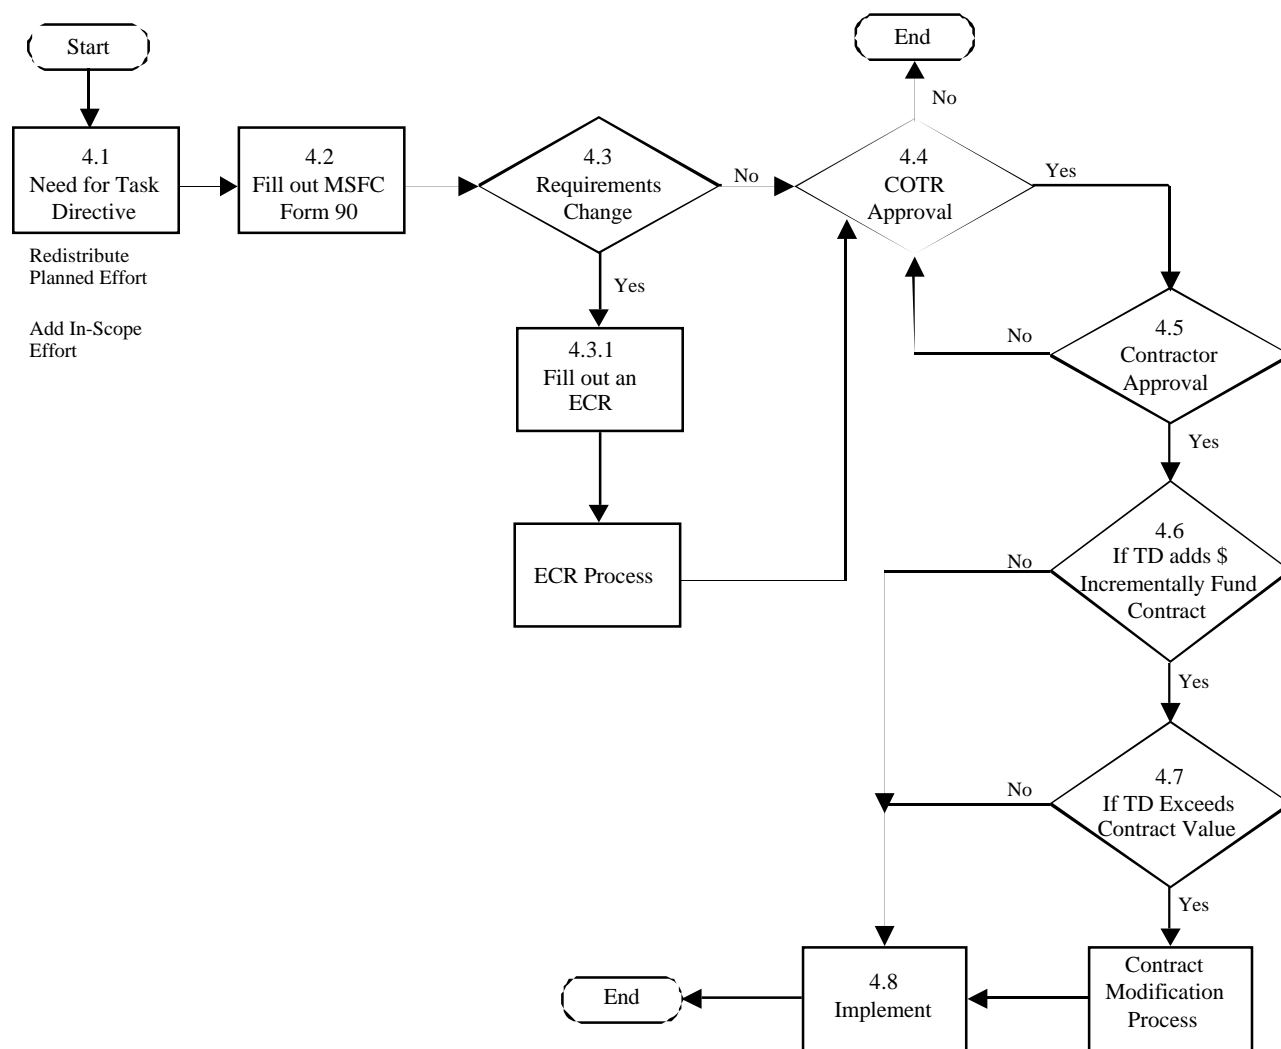 Start
End
No
4.1
Need for Task
Directive
4.2
Fill out MSFC
Form 90
4.3
Requirements
Change
No
4.4
COTR
Approval
Yes
Redistribute
Planned Effort
Add In-Scope
Effort
Yes
4.3.1
Fill out an
ECR
No
4.5
Contractor
Approval
Yes
ECR Process
No
4.6
If TD adds $
Incrementally Fund
Contract
Yes
No
4.7
If TD Exceeds
Contract Value
Yes
End
4.8
Implement
Contract
Modification
Process